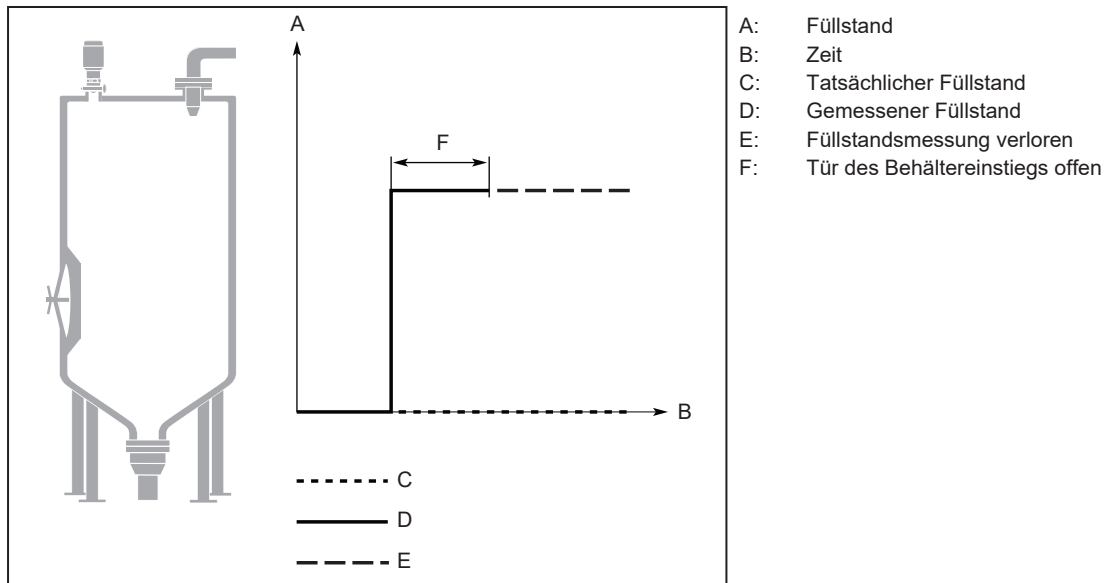 A
F
B
C
D
E
A: Füllstand
B: Zeit
C: Tatsächlicher Füllstand
D: Gemessener Füllstand
E: Füllstandsmessung verloren
F: Tür des Behältereinstiegs offen